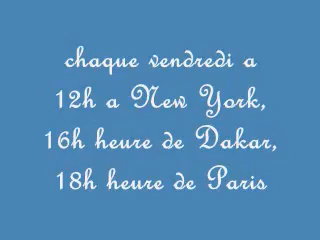 chaque vendredi a
12h a New York,
16h heure de Dakar,
18h heure de Paris